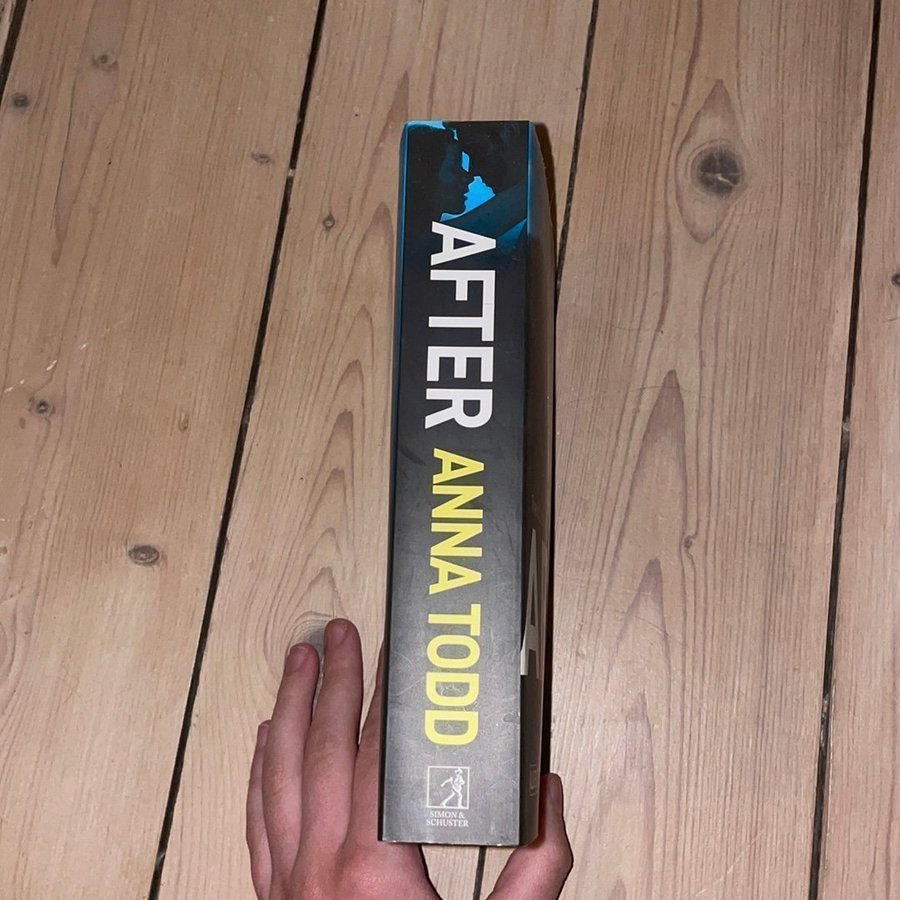 AFTER ANNA TODD
SIMON &
SCHUSTER